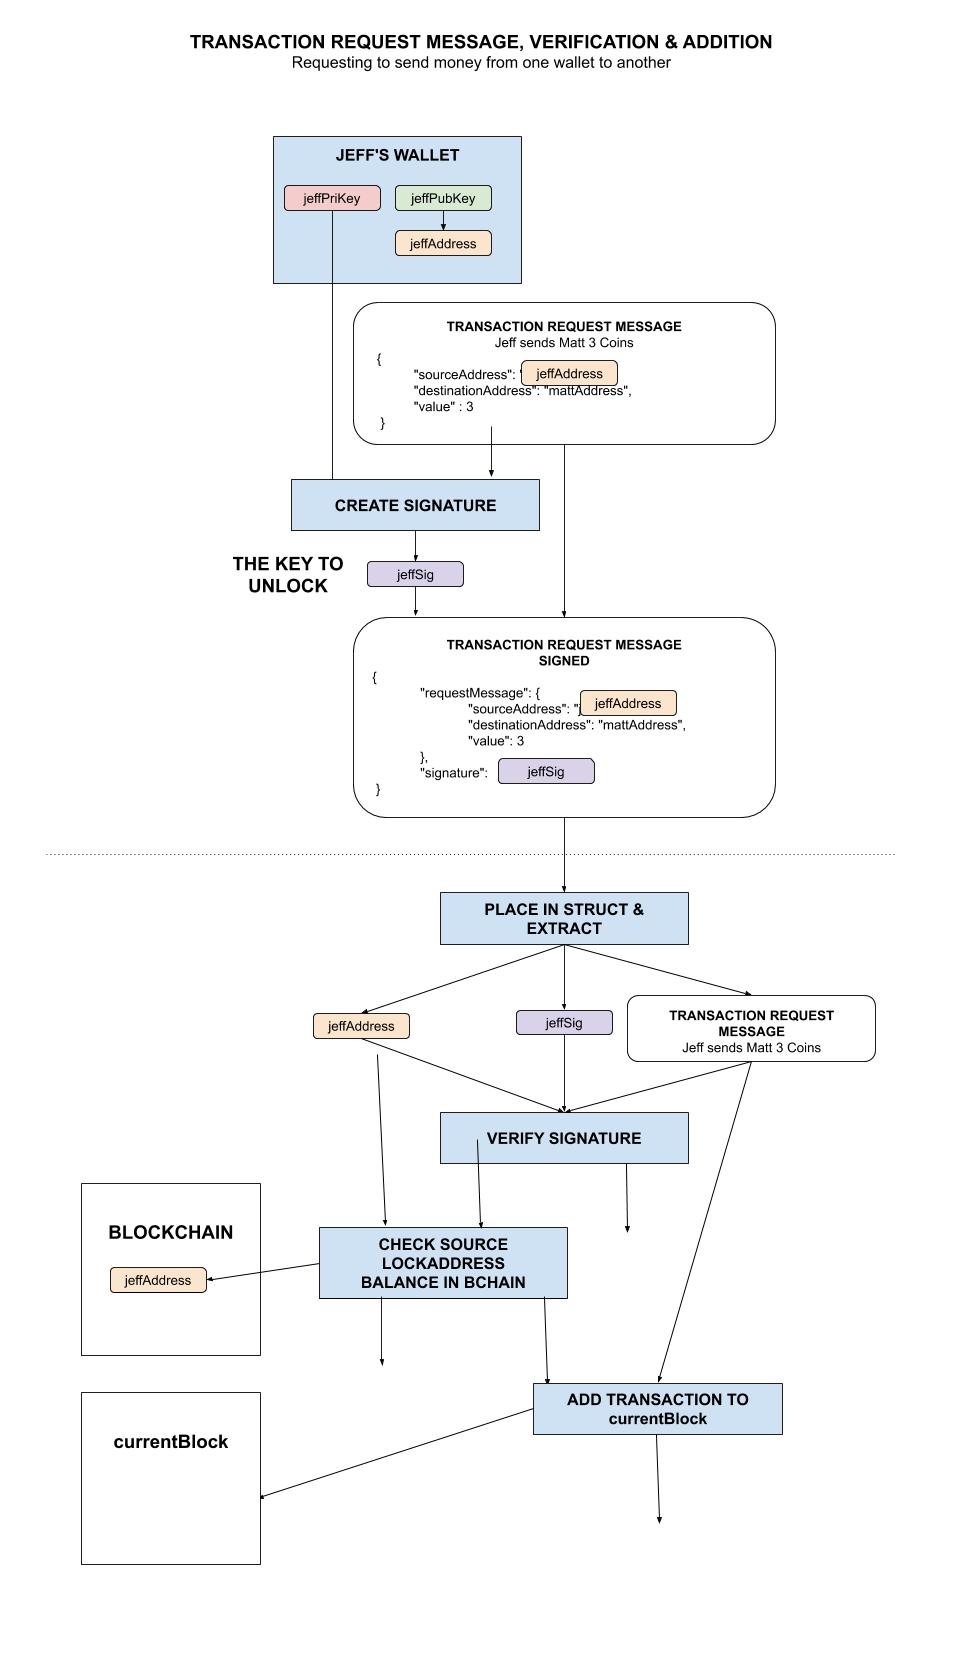 TRANSACTION REQUEST MESSAGE, VERIFICATION & ADDITION
Requesting to send money from one wallet to another
JEFF'S WALLET
jeffPriKey
jeffPubKey
jeffAddress
TRANSACTION REQUEST MESSAGE
Jeff sends Matt 3 Coins
{
"sourceAddress": " jeffAddress
"destinationAddress": "mattAddress",
"value" : 3
}
CREATE SIGNATURE
THE KEY TO
UNLOCK
jeffSig
TRANSACTION REQUEST MESSAGE
SIGNED
{
"requestMessage": {
"sourceAddress": "j jeffAddress
"destinationAddress": "mattAddress",
"value": 3
},
"signature": jeffSig
}
PLACE IN STRUCT &
EXTRACT
jeffAddress
jeffSig
TRANSACTION REQUEST
MESSAGE
Jeff sends Matt 3 Coins
VERIFY SIGNATURE
BLOCKCHAIN
jeffAddress
CHECK SOURCE
LOCKADDRESS
BALANCE IN BCHAIN
ADD TRANSACTION TO
currentBlock
currentBlock